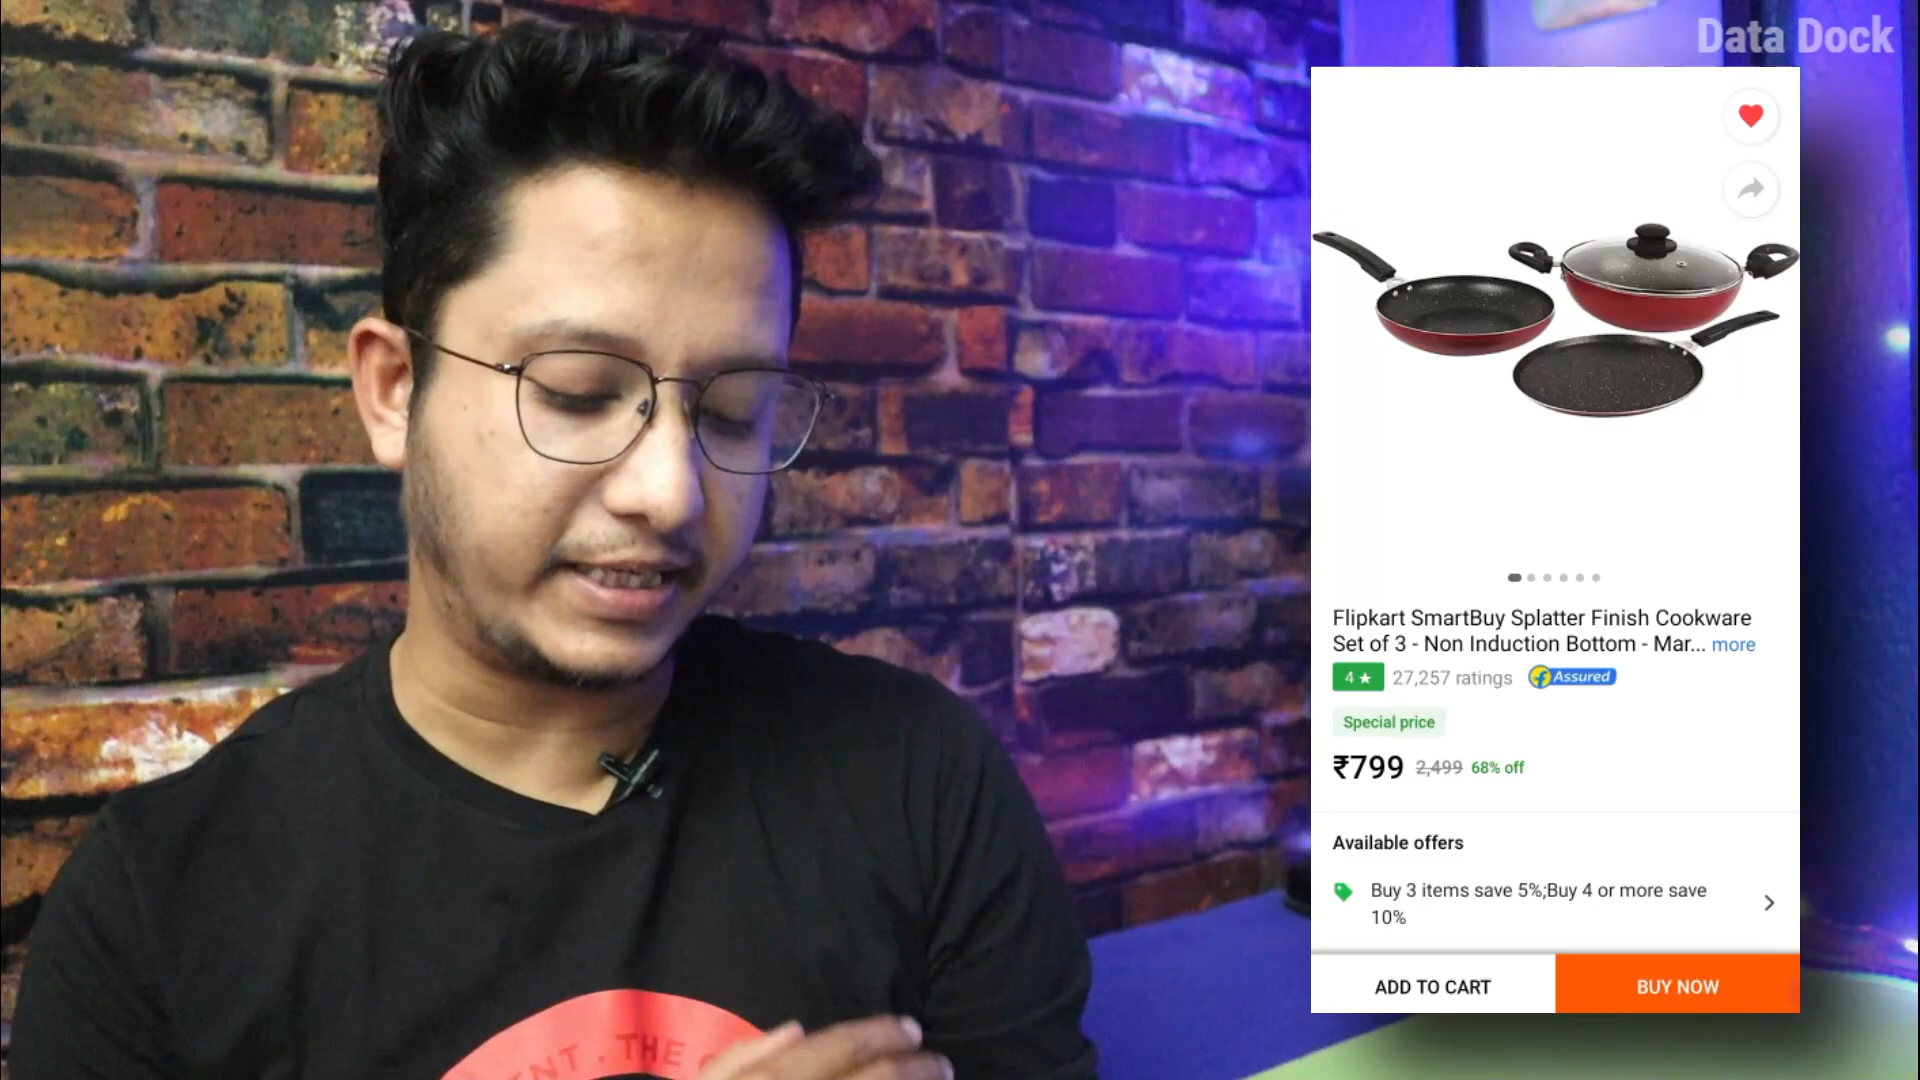 Data Dock
Flipkart SmartBuy Splatter Finish Cookware
Set of 3 - Non Induction Bottom - Mar... more
4 ★ 27,257 ratings Assured
Special price
₹799 2,499 68% off
Available offers
Buy 3 items save 5%;Buy 4 or more save
10%
ADD TO CART BUY NOW
. THE